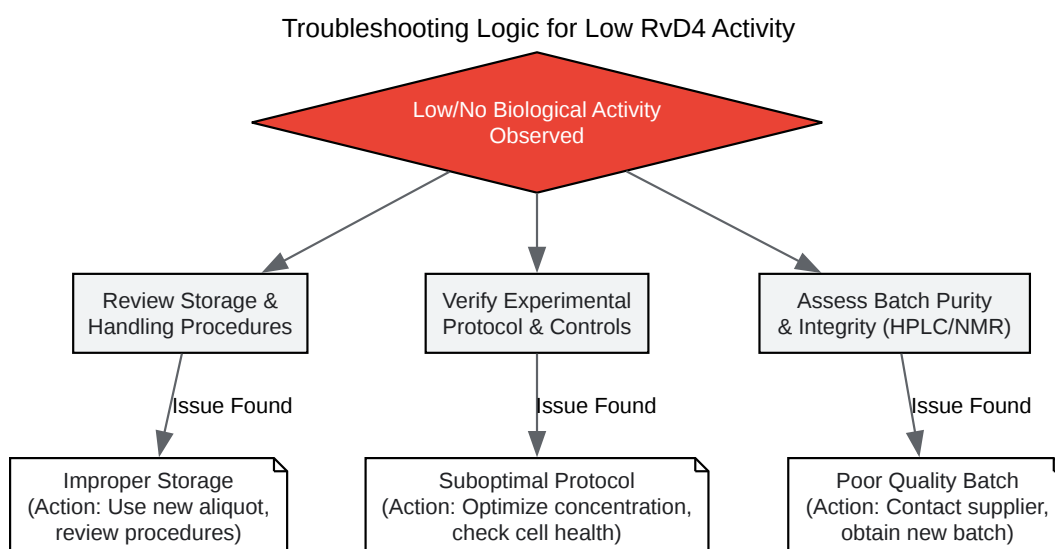 Troubleshooting Logic for Low RvD4 Activity
Low/No Biological Activity
Observed
Review Storage &
Handling Procedures
Verify Experimental
Protocol & Controls
Assess Batch Purity
& Integrity (HPLC/NMR)
Issue Found
Issue Found
Issue Found
Improper Storage
(Action: Use new aliquot,
review procedures)
Suboptimal Protocol
(Action: Optimize concentration,
check cell health)
Poor Quality Batch
(Action: Contact supplier,
obtain new batch)